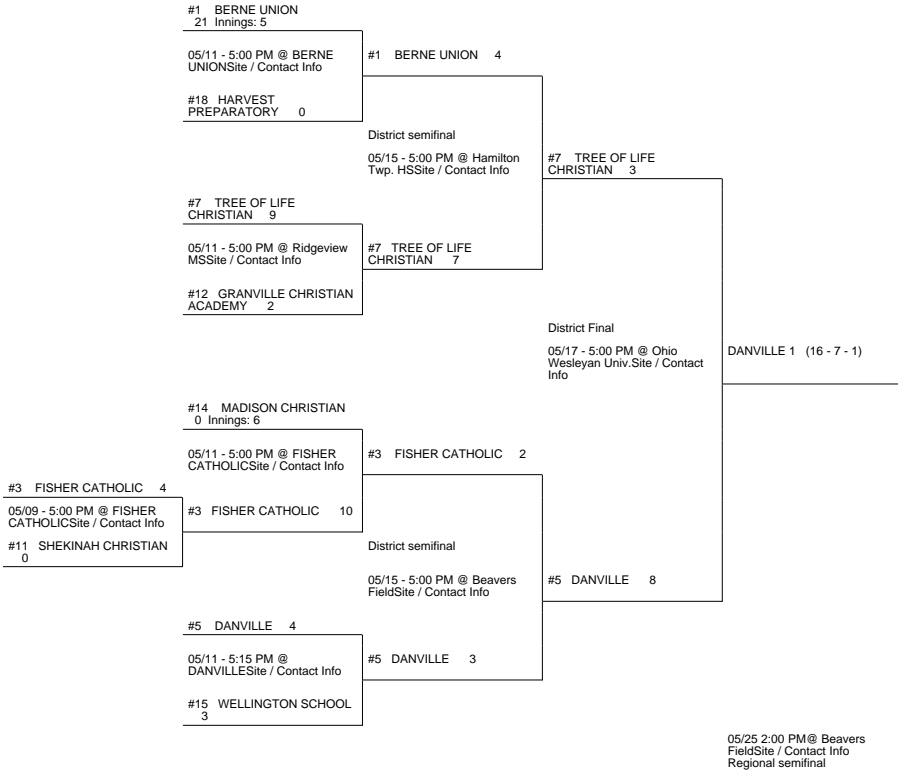 #1 BERNE UNION
21 Innings: 5
05/11 - 5:00 PM @ BERNE
UNIONSite / Contact Info
#1 BERNE UNION 4
#18 HARVEST
PREPARATORY 0
District semifinal
05/15 - 5:00 PM @ Hamilton
Twp. HSSite / Contact Info
#7 TREE OF LIFE
CHRISTIAN 3
#7 TREE OF LIFE
CHRISTIAN 9
05/11 - 5:00 PM @ Ridgeview
MSSite / Contact Info
#7 TREE OF LIFE
CHRISTIAN 7
#12 GRANVILLE CHRISTIAN
ACADEMY 2
District Final
05/17 - 5:00 PM @ Ohio
Wesleyan Univ.Site / Contact
Info
DANVILLE 1 (16 - 7 - 1)
#14 MADISON CHRISTIAN
0 Innings: 6
05/11 - 5:00 PM @ FISHER
CATHOLICSite / Contact Info
#3 FISHER CATHOLIC 2
#3 FISHER CATHOLIC 4
05/09 - 5:00 PM @ FISHER
CATHOLICSite / Contact Info
#3 FISHER CATHOLIC 10
#11 SHEKINAH CHRISTIAN
0
District semifinal
05/15 - 5:00 PM @ Beavers
FieldSite / Contact Info
#5 DANVILLE 8
#5 DANVILLE 4
05/11 - 5:15 PM @
DANVILLESite / Contact Info
#5 DANVILLE 3
#15 WELLINGTON SCHOOL
3
05/25 2:00 PM@ Beavers
FieldSite / Contact Info
Regional semifinal